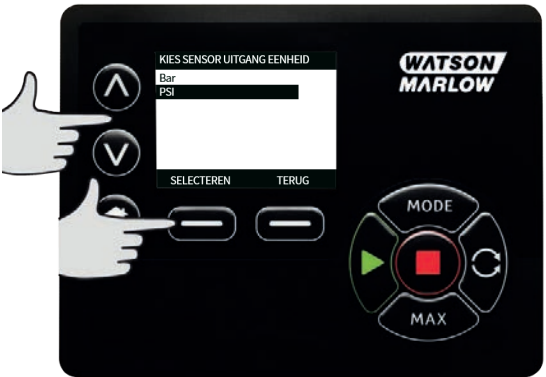 KIES SENSOR UITGANG EENHEID
Bar
PSI
SELECTEREN TERUG
WATSON
MARLOW
MODE
MAX